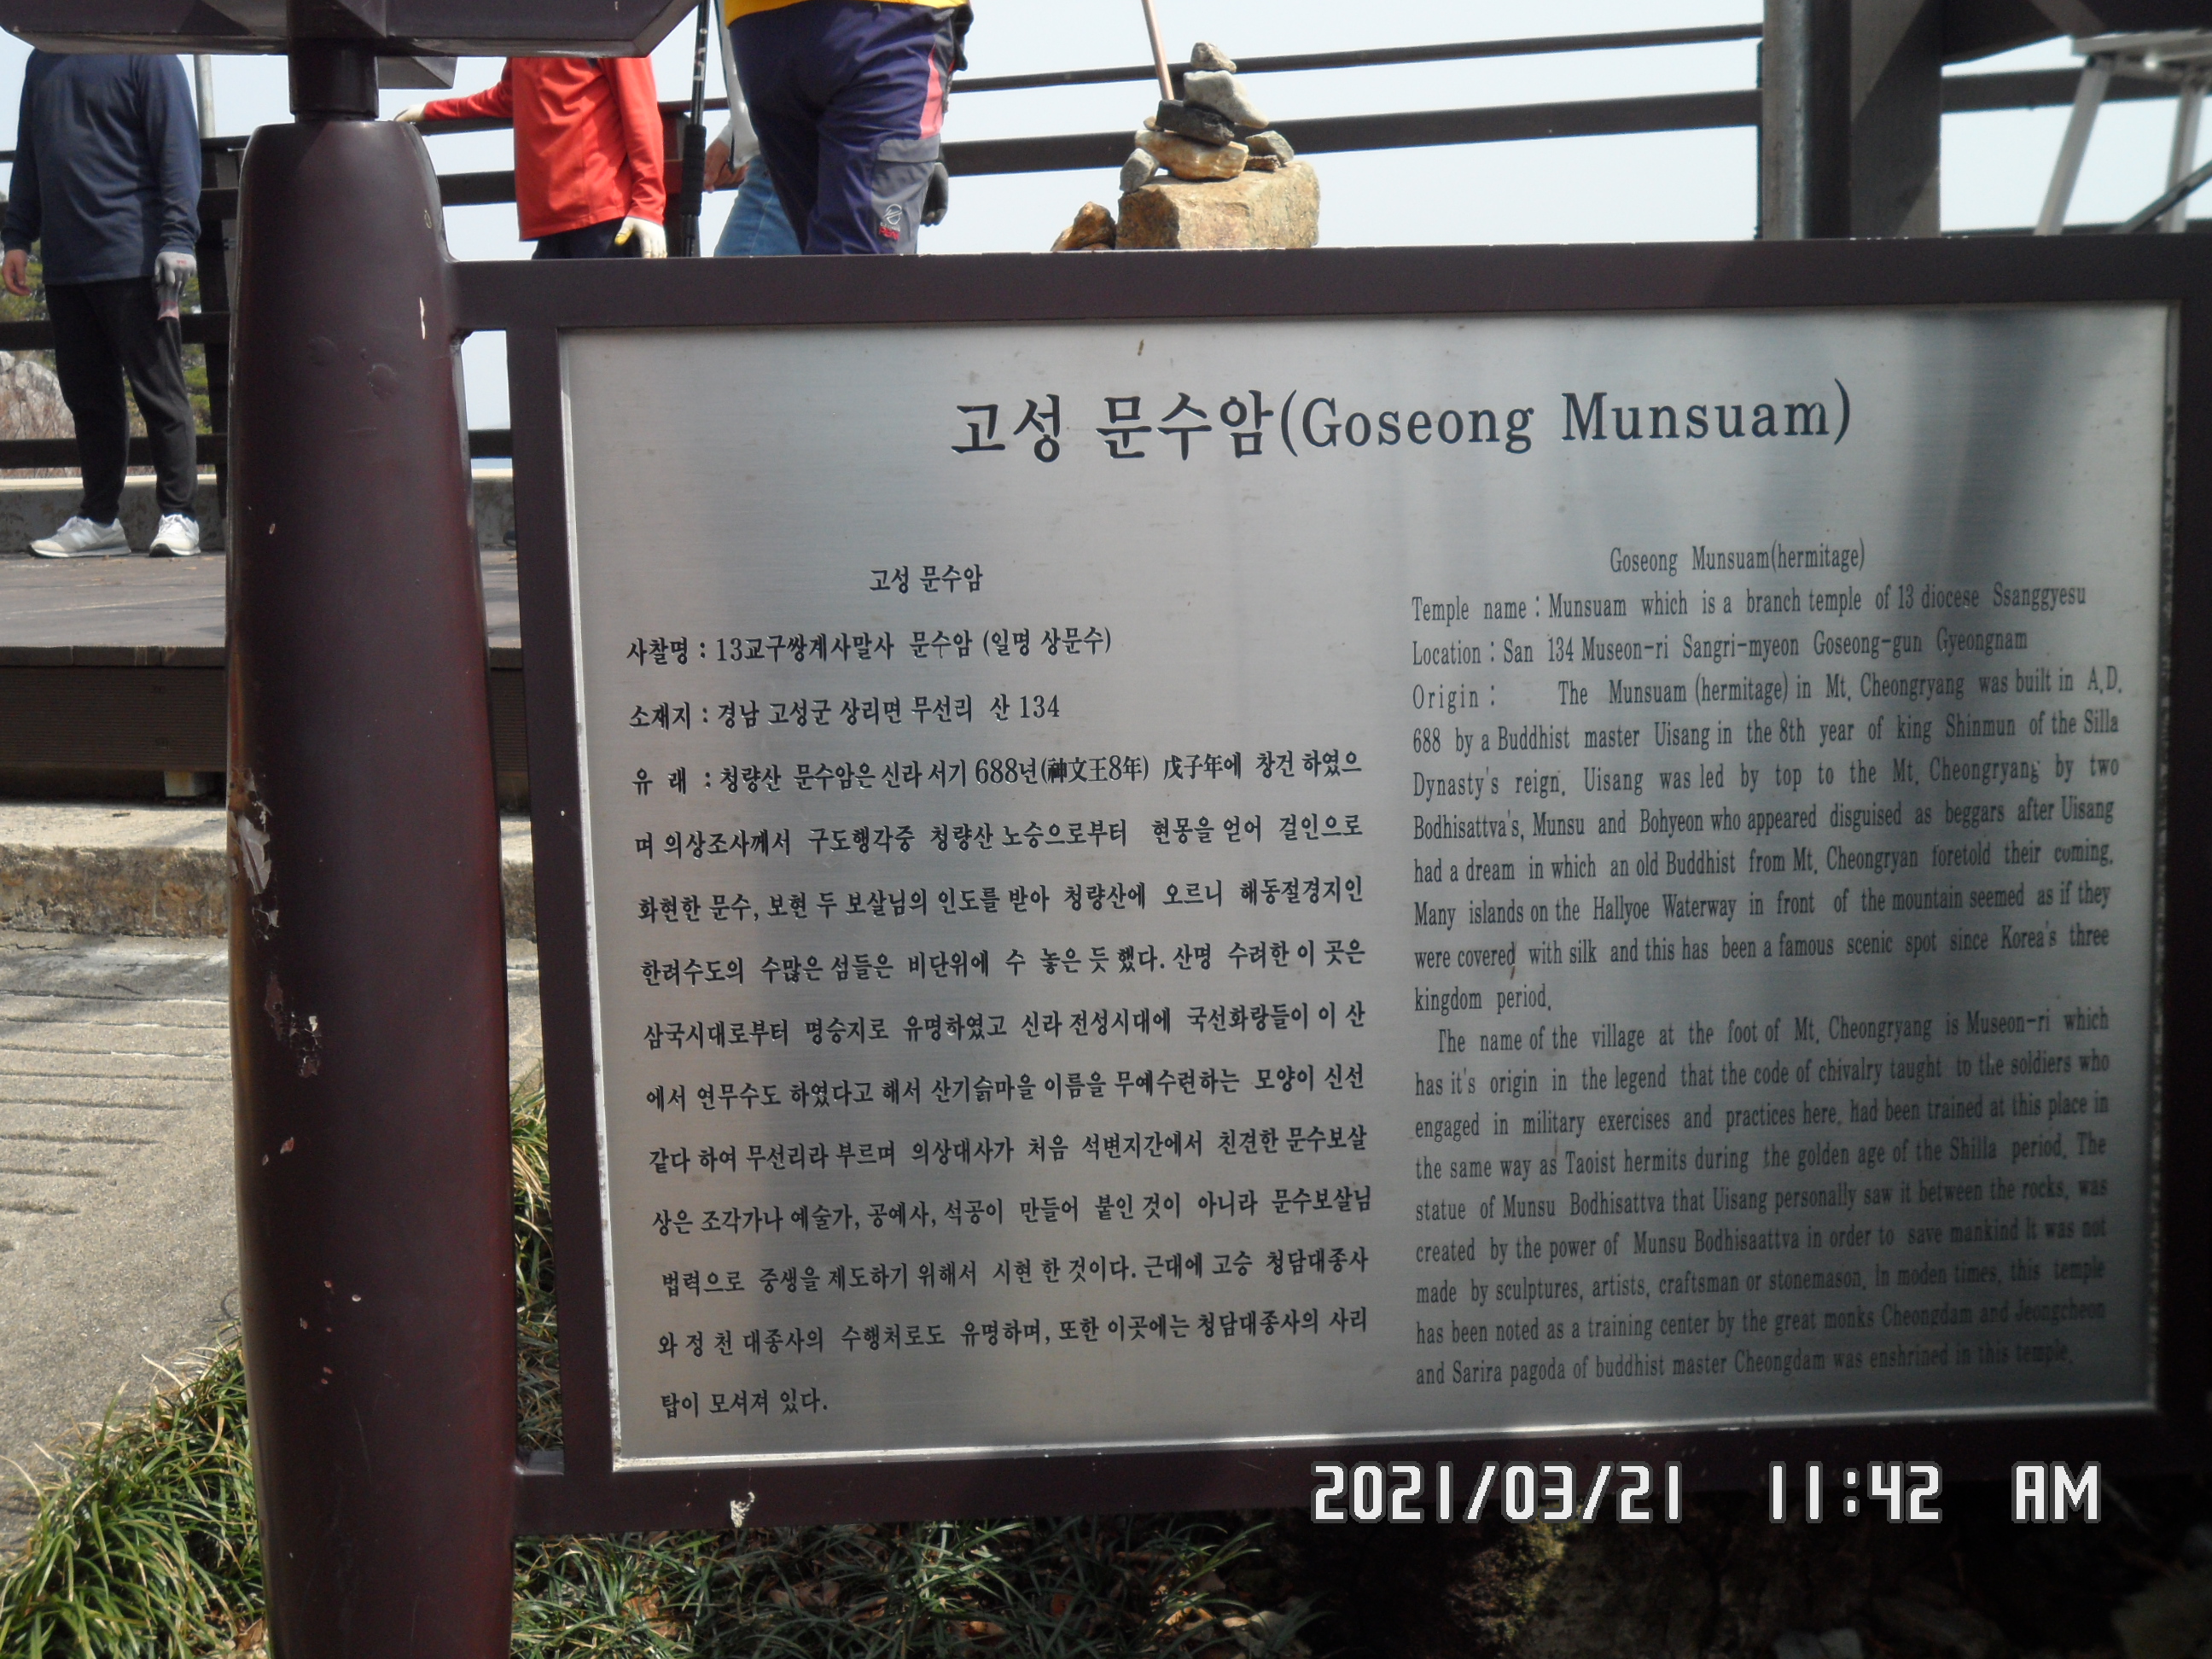 고성 문수암(Goseong Munsuam)
고성 문수암
사찰명 : 13교구쌍계사말사 문수암 (일명 상문수)
소재지 : 경남 고성군 상리면 무선리 산 134
유 래 : 청량산 문수암은 신라 서기 688년(神文王8年) 戊子年에 창건 하였으
며 의상조사께서 구도행각중 청량산 노승으로부터 현몽을 얻어 걸인으로
화현한 문수, 보현 두 보살님의 인도를 받아 청량산에 오르니 해동절경지인
한려수도의 수많은 섬들은 비단위에 수 놓은 듯 했다. 산명 수려한 이 곳은
삼국시대로부터 명승지로 유명하였고 신라 전성시대에 국선화랑들이 이 산
에서 연무수도 하였다고 해서 산기슭마을 이름을 무예수련하는 모양이 신선
같다 하여 무선리라 부르며 의상대사가 처음 석변지간에서 친견한 문수보살
상은 조각가나 예술가, 공예사, 석공이 만들어 붙인 것이 아니라 문수보살님
법력으로 중생을 제도하기 위해서 시현 한 것이다. 근대에 고승 청담대종사
와 정 천 대종사의 수행처로도 유명하며, 또한 이곳에는 청담대종사의 사리
탑이 모셔져 있다.
Goseong Munsuam(hermitage)
Temple name : Munsuam which is a branch temple of 13 diocese Ssanggyesu
Location : San 134 Museon-ri Sangri-myeon Goseong-gun Gyeongnam
Origin : The Munsuam (hermitage) in Mt. Cheongryang was built in A.D.
688 by a Buddhist master Uisang in the 8th year of king Shinmun of the Silla
Dynasty's reign. Uisang was led by top to the Mt. Cheongryang by two
Bodhisattva's, Munsu and Bohyeon who appeared disguised as beggars after Uisang
had a dream in which an old Buddhist from Mt. Cheongryan foretold their coming.
Many islands on the Hallyoe Waterway in front of the mountain seemed as if they
were covered with silk and this has been a famous scenic spot since Korea's three
kingdom period.
The name of the village at the foot of Mt. Cheongryang is Museon-ri which
has it's origin in the legend that the code of chivalry taught to the soldiers who
engaged in military exercises and practices here, had been trained at this place in
the same way as Taoist hermits during the golden age of the Shilla period. The
statue of Munsu Bodhisattva that Uisang personally saw it between the rocks, was
created by the power of Munsu Bodhisaattva in order to save mankind It was not
made by sculptures, artists, craftsman or stonemason. In moden times, this temple
has been noted as a training center by the great monks Cheongdam and Jeongcheon
and Sarira pagoda of buddhist master Cheongdam was enshrined in this temple.
2021/03/21 11:42 AM